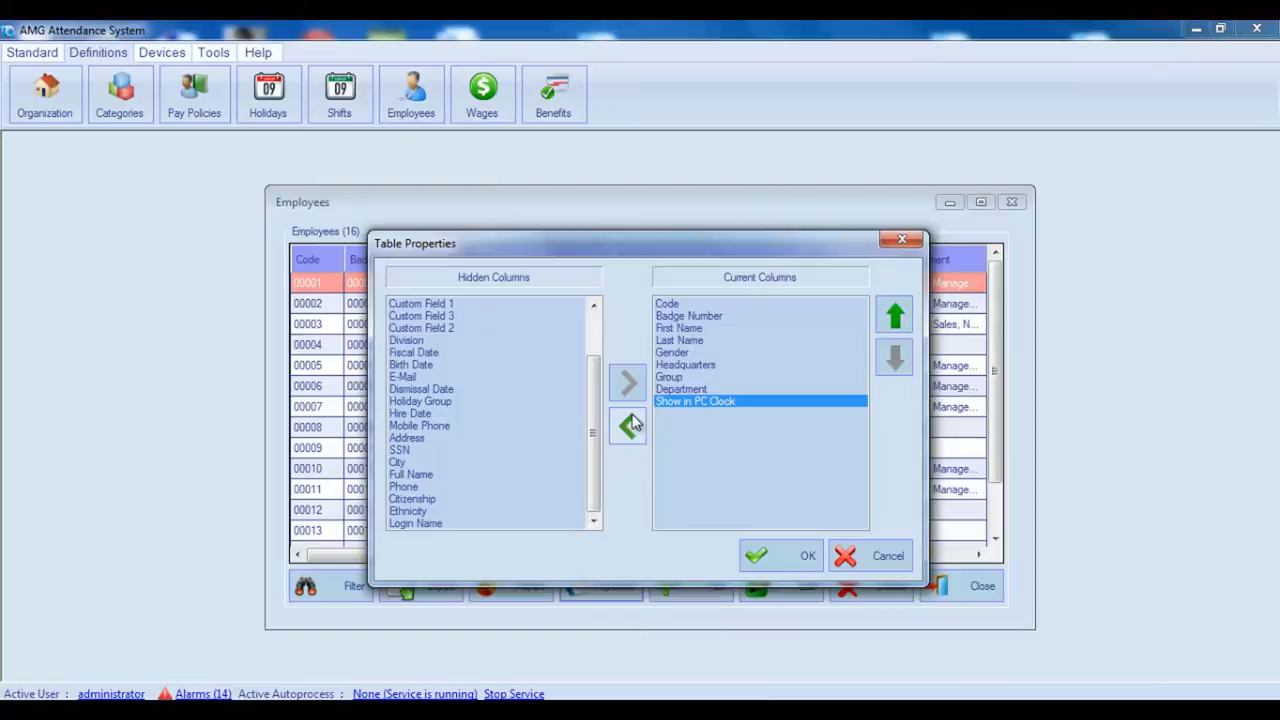 AMG Attendance System
Standard Definitions Devices Tools Help
Organization Categories Pay Policies Holidays Shifts Employees Wages Benefits
09 09
Employees
Employees (16)
Code
00001
00002
00003
00004
00005
00006
00007
00008
00009
00010
00011
00012
00013
Manage
Manage...
Sales, N...
Manage...
Manage...
Manage...
Manage...
Manage...
Table Properties
Hidden Columns
Custom Field 1
Custom Field 3
Custom Field 2
Division
Fiscal Date
Birth Date
E-Mail
Dismissal Date
Holiday Group
Hire Date
Mobile Phone
Address
SSN
City
Full Name
Phone
Citizenship
Ethnicity
Login Name
Current Columns
Code
Badge Number
First Name
Last Name
Gender
Headquarters
Group
Department
Show in PC Clock
OK Cancel
Filter Close
Active User : administrator Alarms (14) Active Autoprocess : None (Service is running) Stop Service